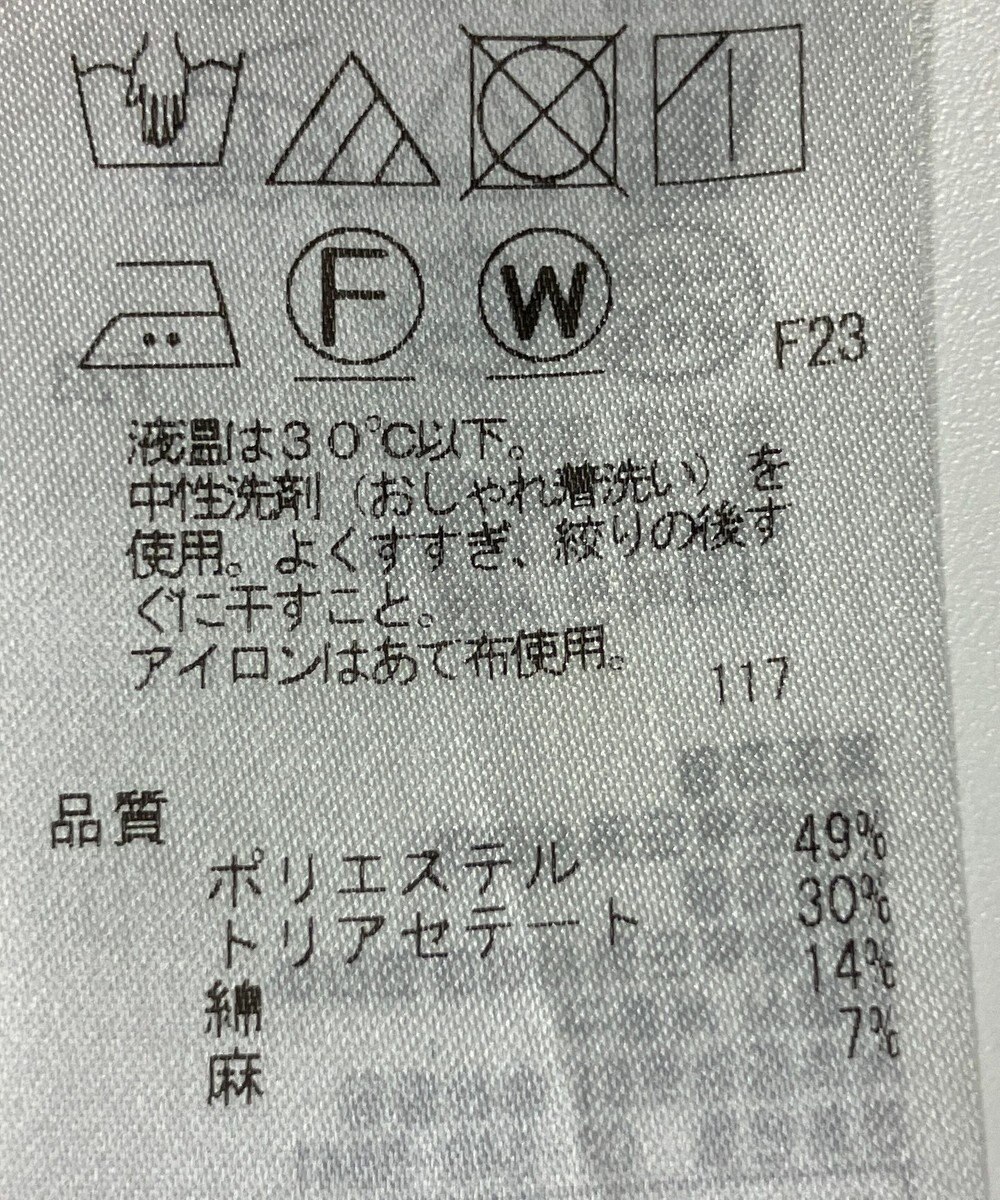 F W F23
液温は30℃以下。
中性洗剤（おしゃれ着洗い）を
使用。よくすすぎ、絞りの後す
ぐに干すこと。
アイロンはあて布使用。
117
品質
ポリエステル 49%
トリアセテート 30%
綿 14%
麻 7%